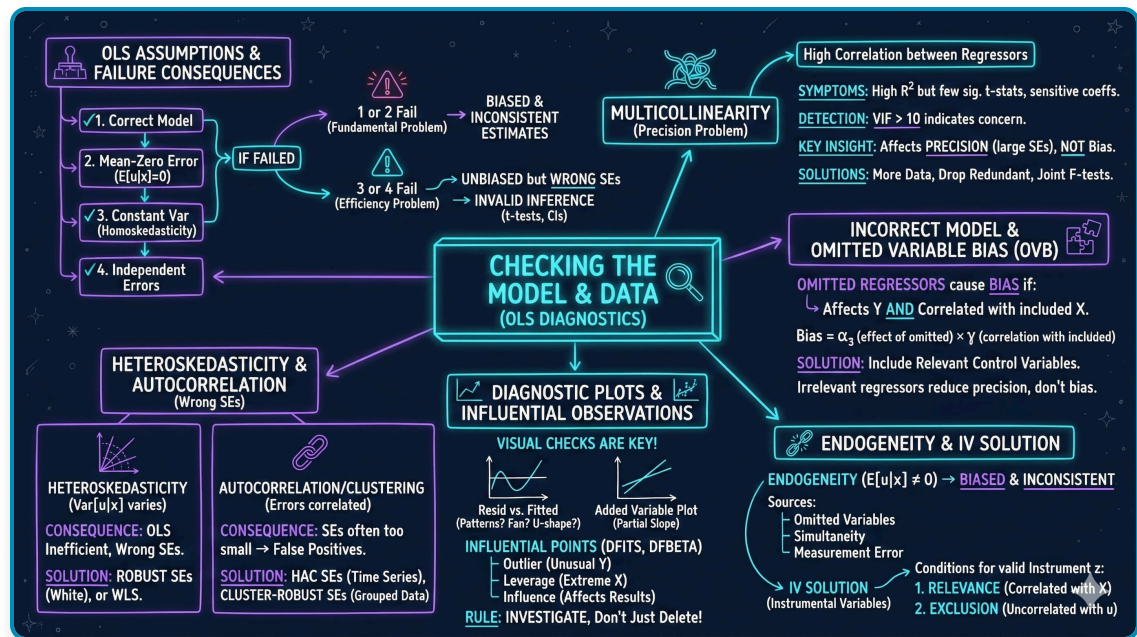 OLS ASSUMPTIONS &
FAILURE CONSEQUENCES
✓1. Correct Model
2. Mean-Zero Error
(E[u|x]=0)
✓3. Constant Var
(Homoskedasticity)
✓4. Independent
Errors
IF FAILED
1 or 2 Fail
(Fundamental Problem)
BIASED &
INCONSISTENT
ESTIMATES
3 or 4 Fail
(Efficiency Problem)
UNBIASED but WRONG SEs
INVALID INFERENCE
(t-tests, CIs)
MULTICOLLINEARITY
(Precision Problem)
High Correlation between Regressors
SYMPTOMS: High R² but few sig. t-stats, sensitive coeffs.
DETECTION: VIF > 10 indicates concern.
KEY INSIGHT: Affects PRECISION (large SEs), NOT Bias.
SOLUTIONS: More Data, Drop Redundant, Joint F-tests.
CHECKING THE
MODEL & DATA
(OLS DIAGNOSTICS)
INCORRECT MODEL &
OMITTED VARIABLE BIAS (OVB)
OMITTED REGRESSORS cause BIAS if:
Affects Y AND Correlated with included X.
Bias = α₃ (effect of omitted) × γ (correlation with included)
SOLUTION: Include Relevant Control Variables.
Irrelevant regressors reduce precision, don't bias.
HETEROSKEDASTICITY &
AUTOCORRELATION
(Wrong SEs)
HETEROSKEDASTICITY
(Var[u|x] varies)
CONSEQUENCE: OLS
Inefficient, Wrong SEs.
SOLUTION: ROBUST SEs
(White), or WLS.
AUTOCORRELATION/CLUSTERING
(Errors correlated)
CONSEQUENCE: SEs often too
small → False Positives.
SOLUTION: HAC SEs (Time Series),
CLUSTER-ROBUST SEs (Grouped Data)
DIAGNOSTIC PLOTS &
INFLUENTIAL OBSERVATIONS
VISUAL CHECKS ARE KEY!
Resid vs. Fitted
(Patterns? Fan? U-shape?)
Added Variable Plot
(Partial Slope)
INFLUENTIAL POINTS (DFITS, DFBETA)
Outlier (Unusual Y)
Leverage (Extreme X)
Influence (Affects Results)
RULE: INVESTIGATE, Don't Just Delete!
ENDOGENEITY & IV SOLUTION
ENDOGENEITY (E[u|x] ≠ 0) → BIASED & INCONSISTENT
Sources:
Omitted Variables
Simultaneity
Measurement Error
IV SOLUTION
(Instrumental Variables)
Conditions for valid Instrument z:
1. RELEVANCE (Correlated with X)
2. EXCLUSION (Uncorrelated with u)